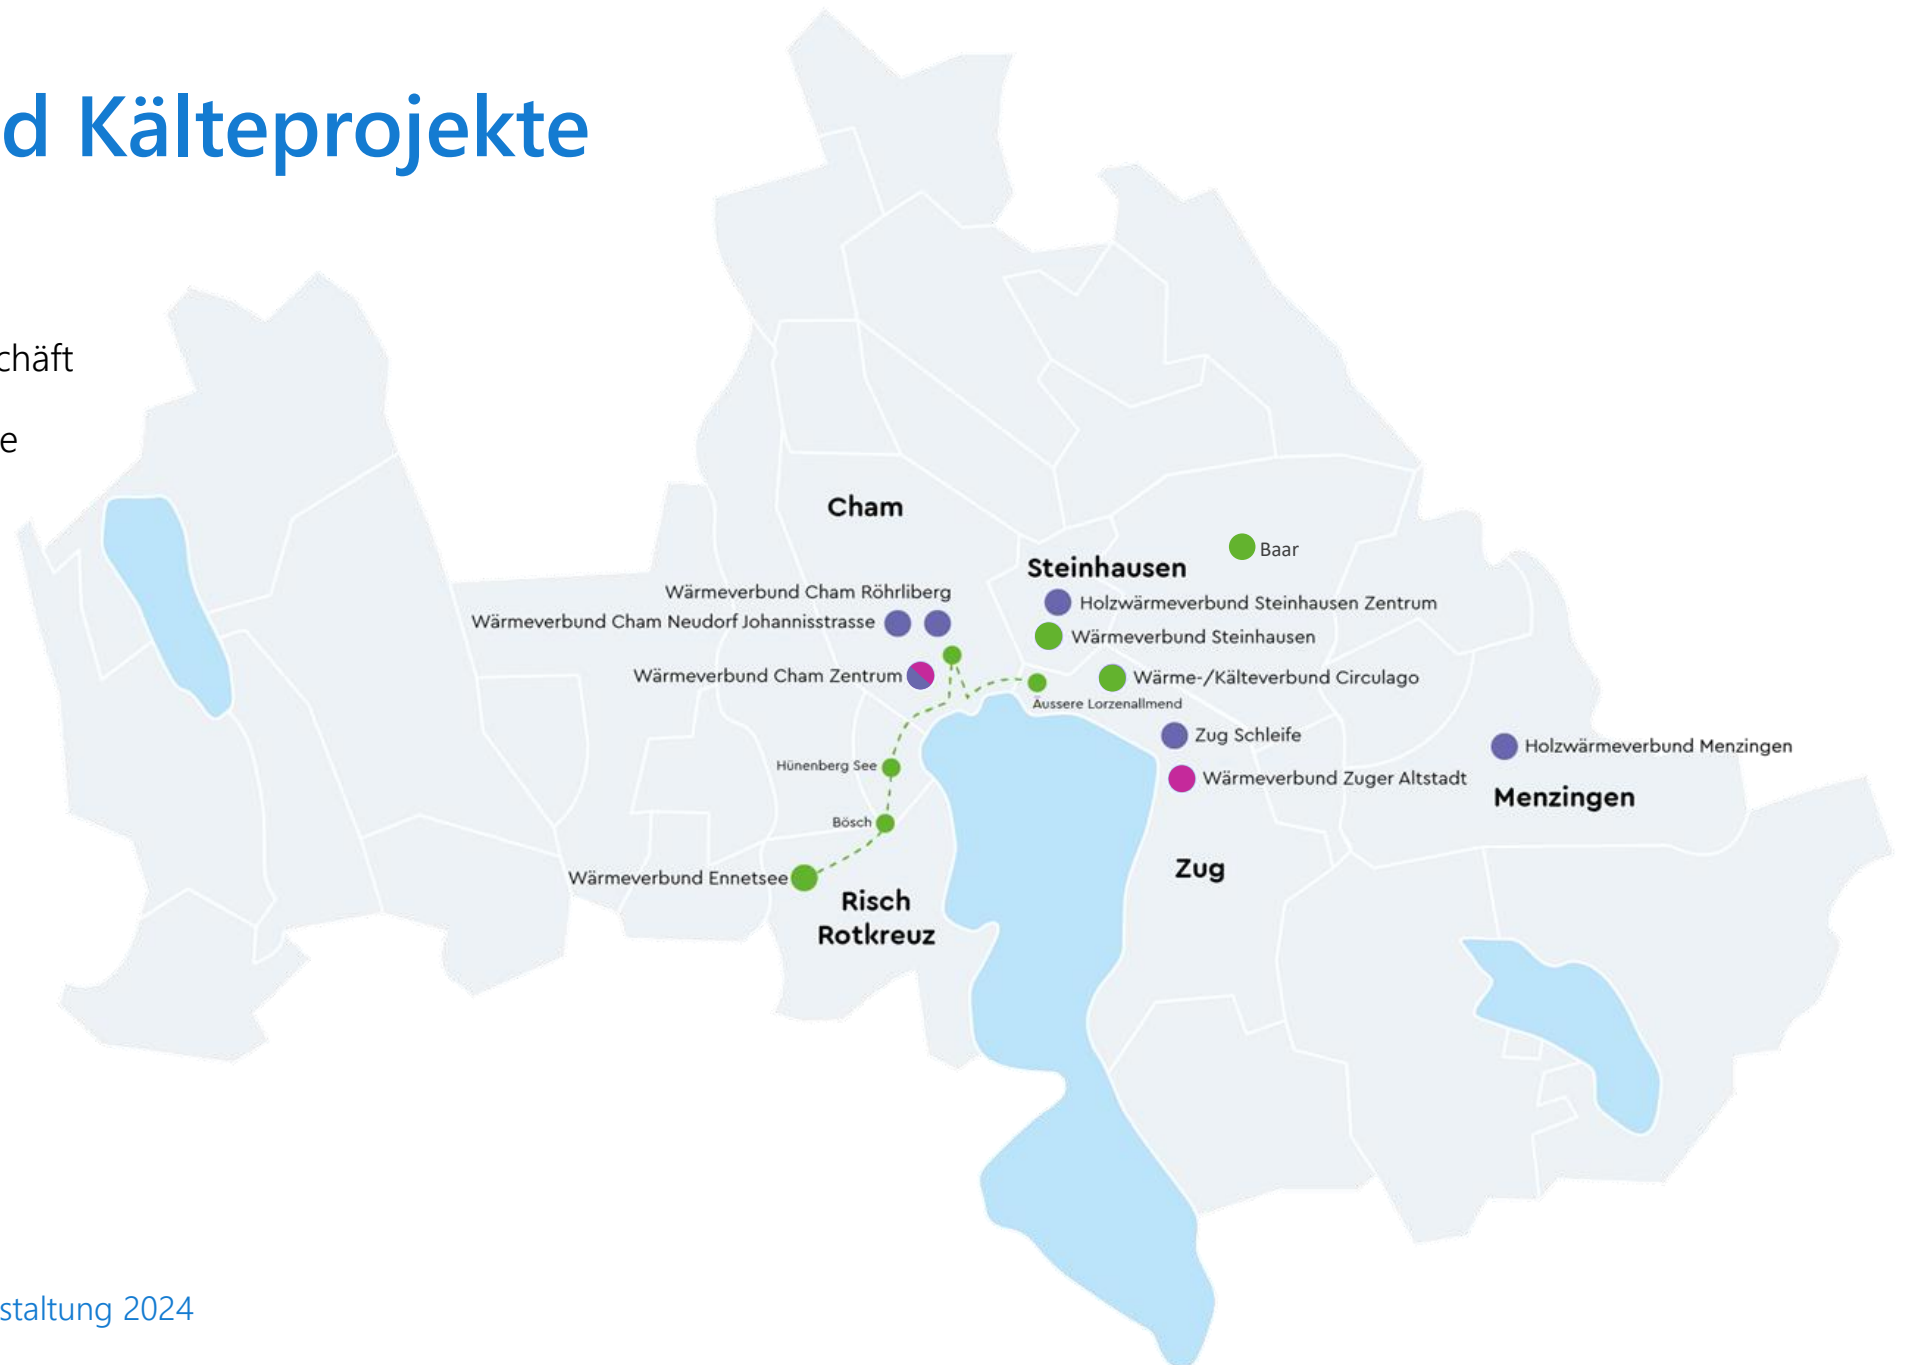 d Kälteprojekte
chäft
e
Cham
Baar
Steinhausen
Wärmeverbund Cham Röhrliberg
Holzwärmeverbund Steinhausen Zentrum
Wärmeverbund Cham Neudorf Johannisstrasse
Wärmeverbund Steinhausen
Wärmeverbund Cham Zentrum
Wärme-/Kälteverbund Circulago
Äussere Lorzenallmend
Zug Schleife
Holzwärmeverbund Menzingen
Hünenberg See
Wärmeverbund Zuger Altstadt
Menzingen
Bösch
Zug
Wärmeverbund Ennetsee
Risch
Rotkreuz
staltung 2024